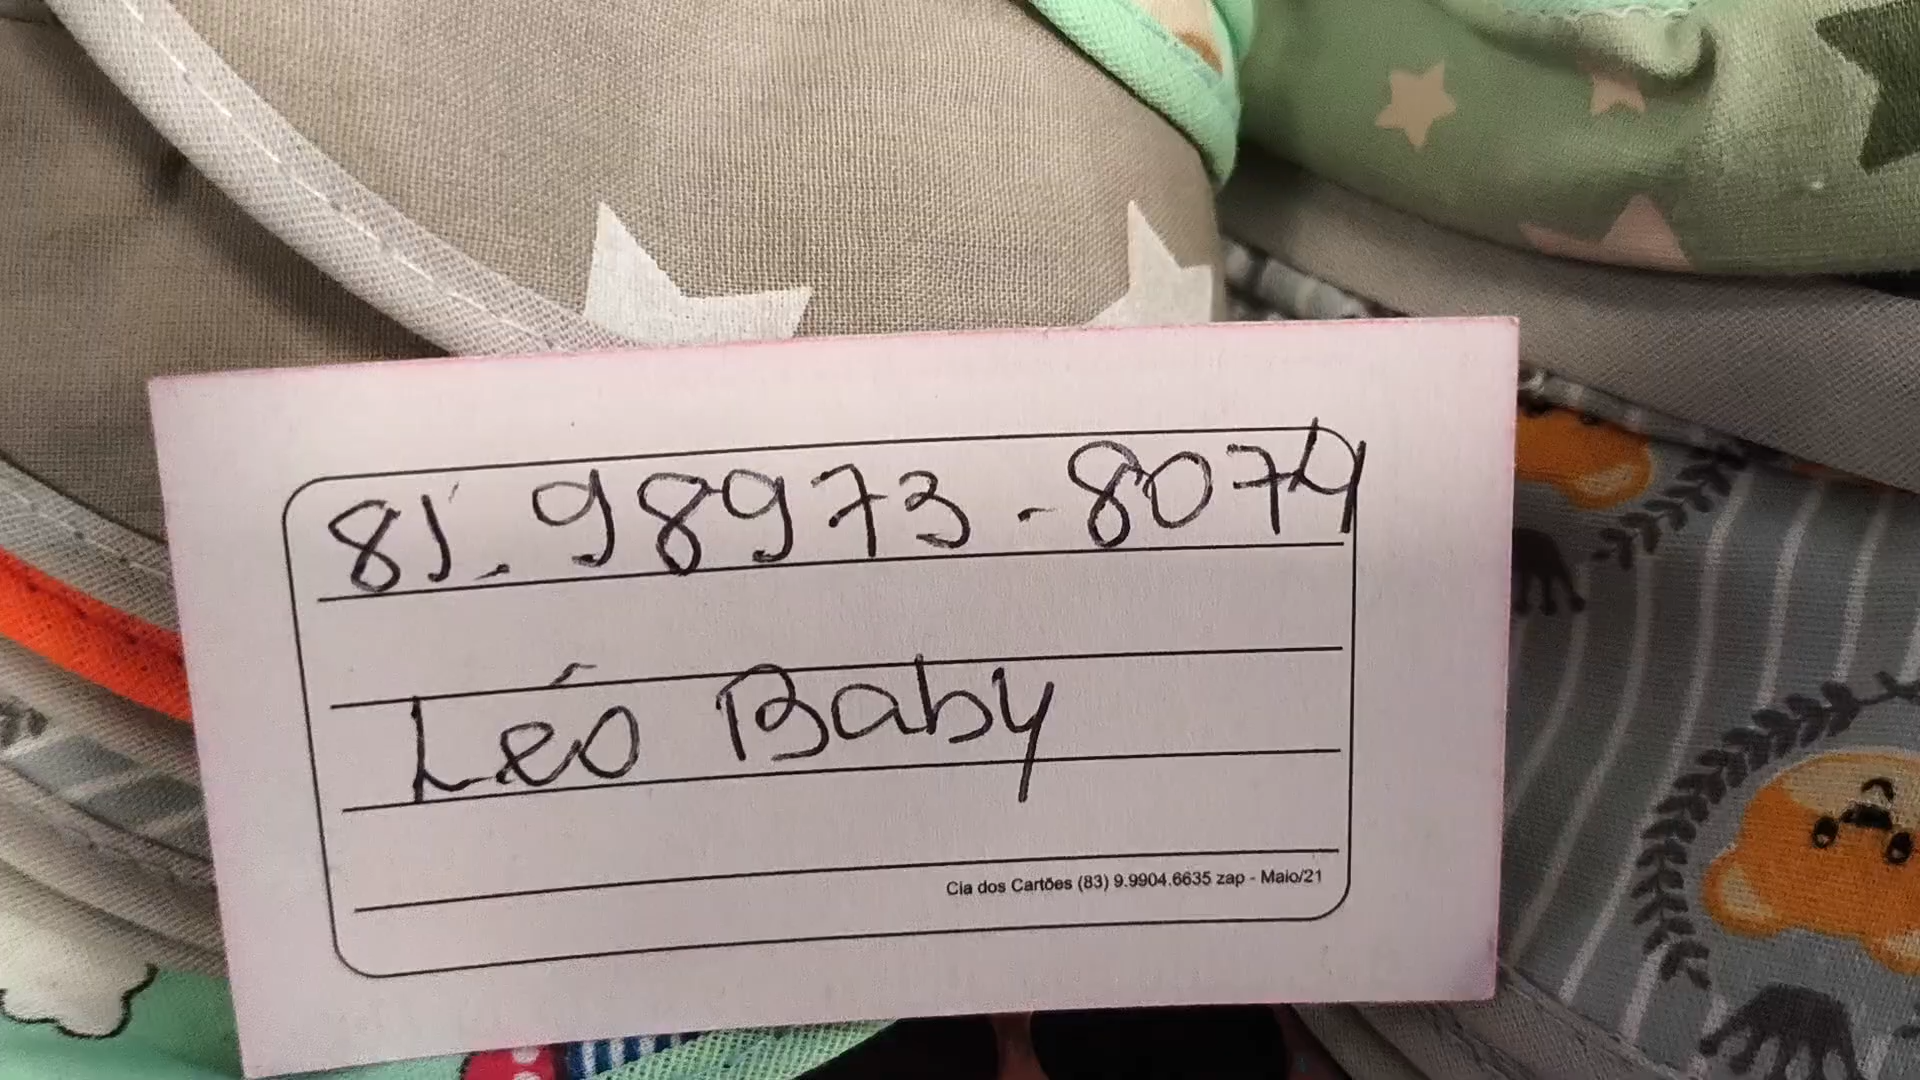 81. 98973-8074
Léo Baby
Cia dos Cartões (83) 9.9904.6635 zap - Maio/21